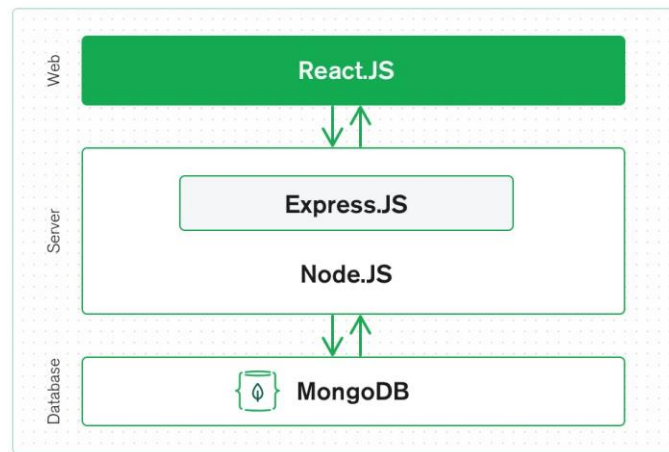 Web
React.JS
Server
Express.JS
Node.JS
Database
MongoDB